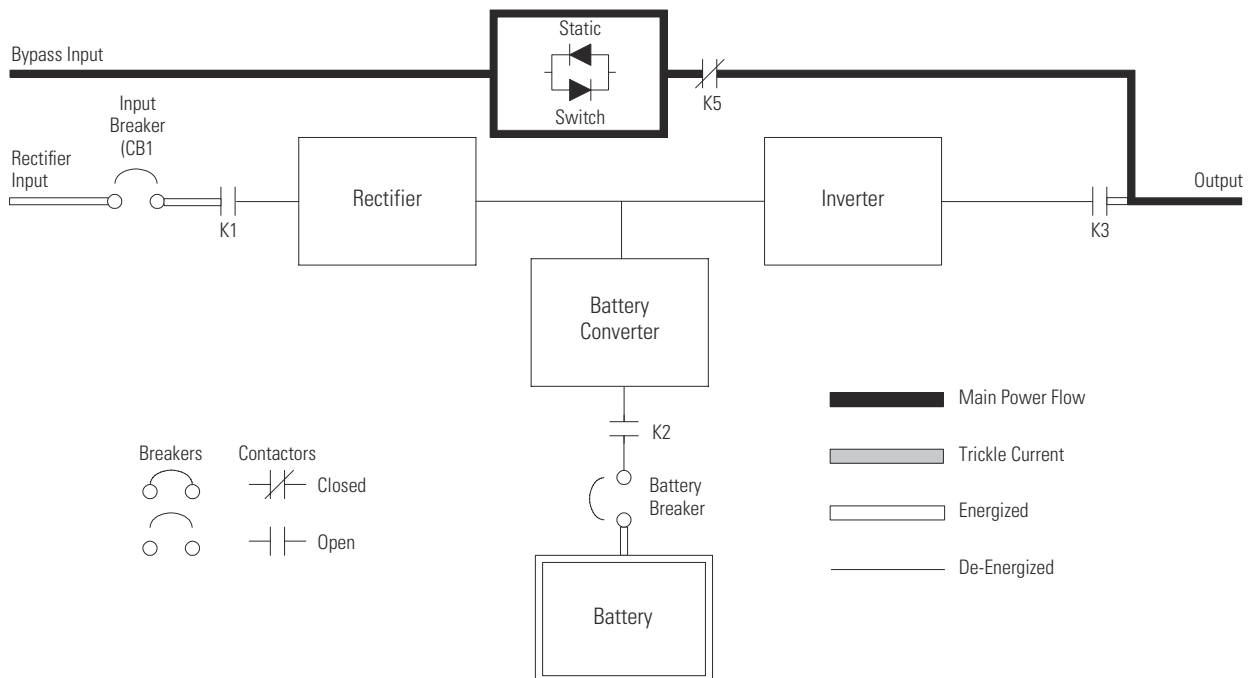 Static
Bypass Input
Switch
K5
Input
Breaker
(CB1
Rectifier
Input
K1
Rectifier
Inverter
K3
Output
Battery
Converter
K2
Battery
Breaker
Battery
Breakers
Contactors
Closed
Open
Main Power Flow
Trickle Current
Energized
De-Energized